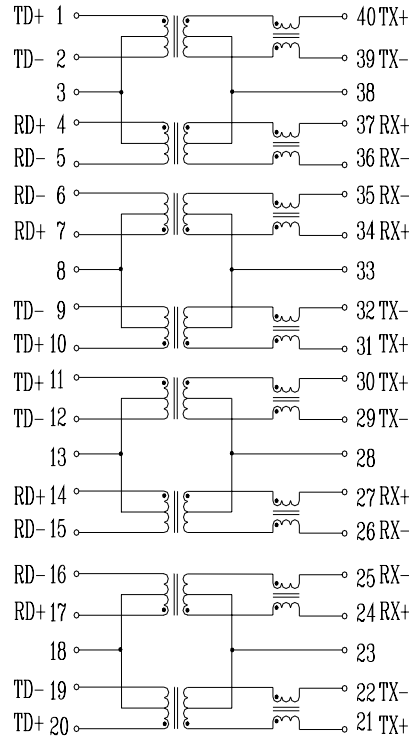 TD+ 1 40 TX+
TD- 2 39 TX-
3 38
RD+ 4 37 RX+
RD- 5 36 RX-
RD- 6 35 RX-
RD+ 7 34 RX+
8 33
TD- 9 32 TX-
TD+ 10 31 TX+
TD+ 11 30 TX+
TD- 12 29 TX-
13 28
RD+ 14 27 RX+
RD- 15 26 RX-
RD- 16 25 RX-
RD+ 17 24 RX+
18 23
TD- 19 22 TX-
TD+ 20 21 TX+